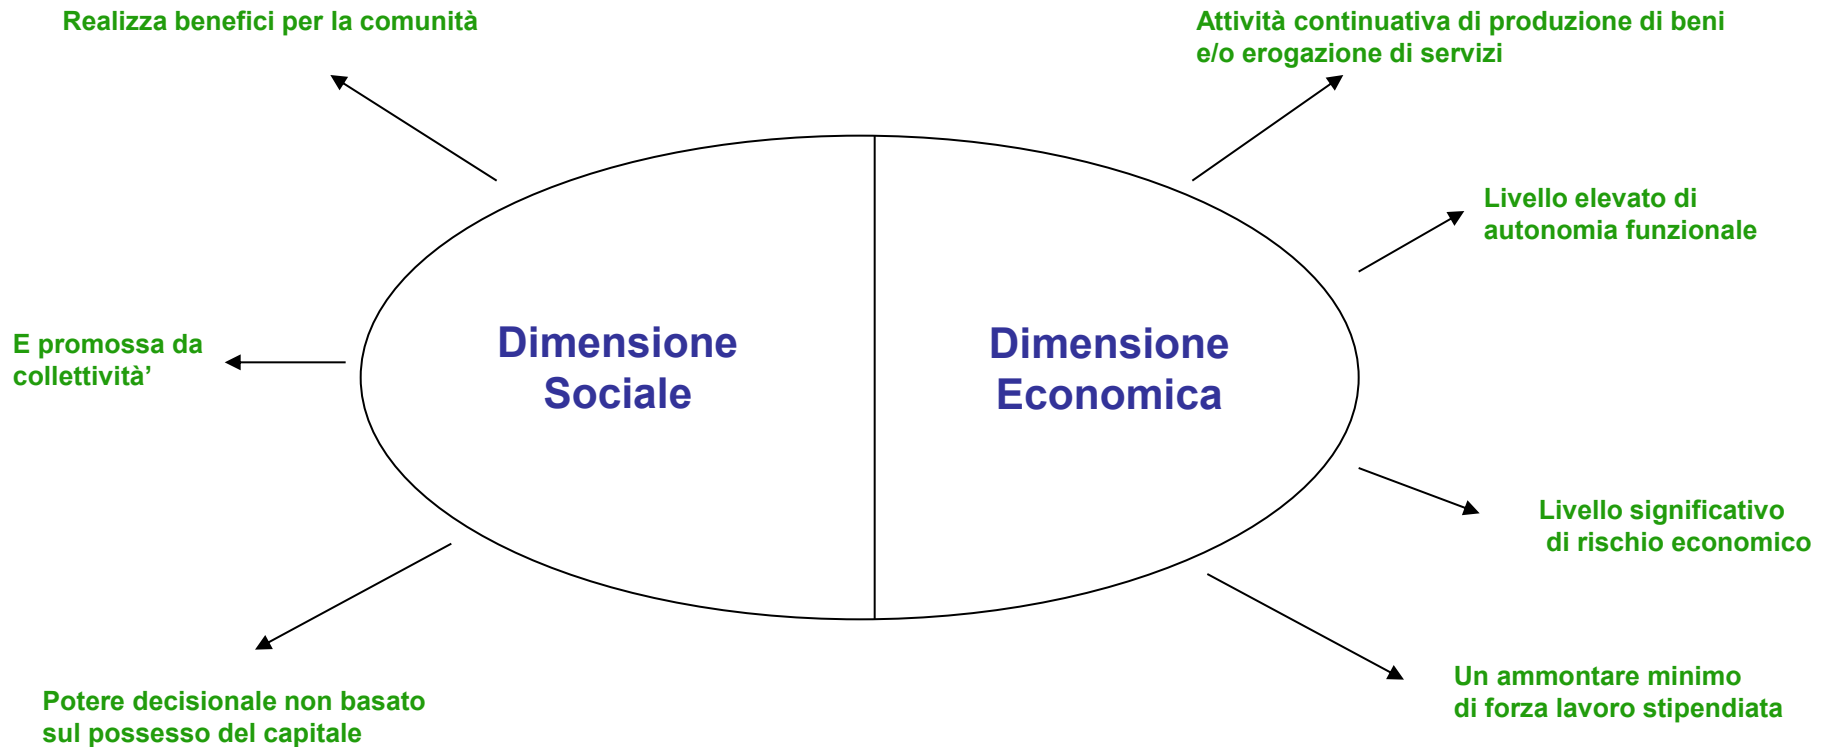 Realizza benefici per la comunità
Attività continuativa di produzione di beni
e/o erogazione di servizi
Livello elevato di
autonomia funzionale
E promossa da
collettività’
Dimensione
Sociale
Dimensione
Economica
Livello significativo
di rischio economico
Potere decisionale non basato
sul possesso del capitale
Un ammontare minimo
di forza lavoro stipendiata